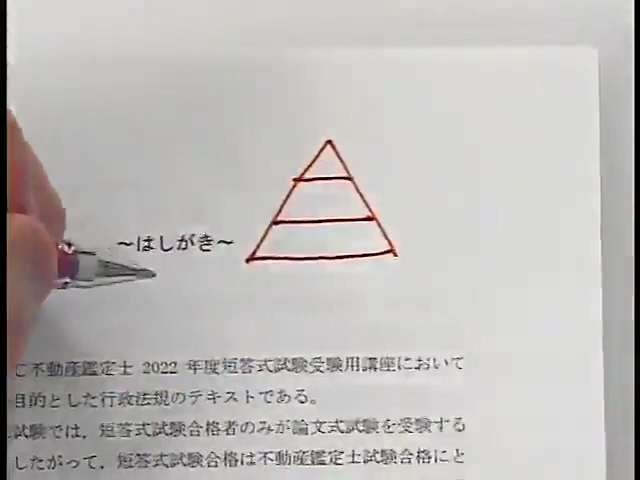 ～はしがき～
に不動産鑑定士 2022 年度短答式試験受験用講座において
目的とした行政法規のテキストである。
試験では，短答式試験合格者のみが論文式試験を受験する
したがって，短答式試験合格は不動産鑑定士試験合格にと